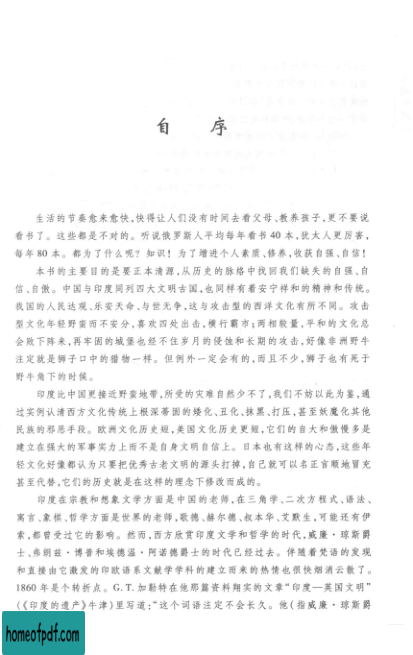 自 序
生活的节奏愈来愈快,快得让人们没有时间去看父母、教养孩子,更不要说
看书了。这些都是不对的。听说俄罗斯人平均每年看书 40 本,犹太人更厉害,
每年 80 本。都为了什么呢?知识!为了增进个人素质、修养,收获自强、自信!
本书的主要目的是要正本清源,从历史的脉络中找回我们缺失的自强、自
信、自傲。中国与印度同列四大文明古国,也同样有着安宁祥和的精神和传统。
我国的人民达观、乐安天命、与世无争,这与攻击型的西洋文化有所不同。攻击
型文化年轻野蛮而不安分,喜欢四处出击,横行霸市;两相较量,平和的文化总
会败下阵来,再牢固的城堡也经不住岁月的侵蚀和长期的攻击,好像非洲野牛
注定就是狮子口中的猎物一样。但例外一定会有的,而且不少,狮子也有死于
野牛角下的时候。
印度比中国更接近野蛮地带,所受的灾难自然少不了,我们不妨以此为鉴,通
过实例认清西方文化传统上根深蒂固的矮化、丑化、抹黑、打压,甚至妖魔化其他
民族的邪恶手段。欧洲文化历史短,美国文化历史更短,它们的自大和傲慢多是
建立在强大的军事实力上而不是自身文明自信上。日本也有这样的心态,这些年
轻文化好像都认为只要把优秀古老文明的源头打掉,自己就可以名正言顺地冒充
甚至代替,它们的历史就是在这样的理念下修改而成的。
印度在宗教和想象文学方面是中国的老师,在三角学、二次方程式、语法、
寓言、象棋、哲学方面是世界的老师,歌德、赫尔德、叔本华、艾默生,可能还有伊
索,都曾受过它的影响。然而,西方欣赏印度文学和哲学的时代,威廉·琼斯爵
士、弗朗兹·博普和埃德温·阿诺德爵士的时代已经过去。伴随着梵语的发现
和直接由它激发的印欧语系文献学学科的建立而来的热情也很快烟消云散了。
1860 年是个转折点。G.T.加勒特在他那篇资料翔实的文章“印度—英国文明”
(《印度的遗产》牛津)里写道:“这个词语注定不会长久。他(指威廉·琼斯爵
homeofpdf.com